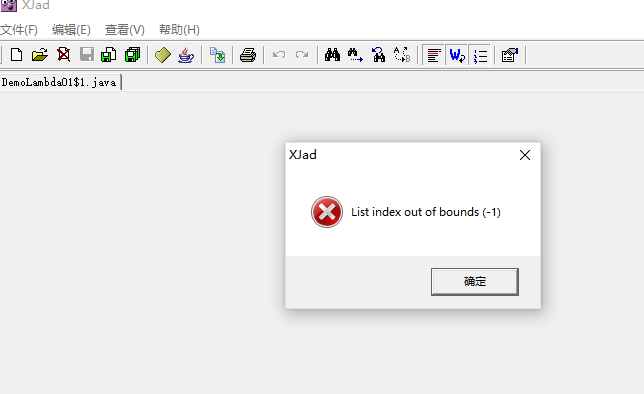 XJad
文件(F) 编辑(E) 查看(V) 帮助(H)
DemoLambda01$1.java
XJad
List index out of bounds (-1)
确定